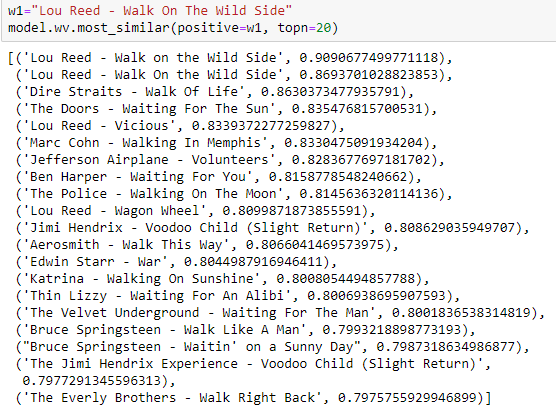 w1="Lou Reed - Walk On The Wild Side"
model.wv.most_similar(positive=w1, topn=20)
[('Lou Reed - Walk on the Wild Side', 0.9090677499771118),
('Lou Reed - Walk On the Wild Side', 0.8693701028823853),
('Dire Straits - Walk Of Life', 0.8630373477935791),
('The Doors - Waiting For The Sun', 0.835476815700531),
('Lou Reed - Vicious', 0.8339372277259827),
('Marc Cohn - Walking In Memphis', 0.8330475091934204),
('Jefferson Airplane - Volunteers', 0.8283677697181702),
('Ben Harper - Waiting For You', 0.8158778548240662),
('The Police - Walking On The Moon', 0.8145636320114136),
('Lou Reed - Wagon Wheel', 0.8099871873855591),
('Jimi Hendrix - Voodoo Child (Slight Return)', 0.808629035949707),
('Aerosmith - Walk This Way', 0.8066041469573975),
('Edwin Starr - War', 0.8044987916946411),
('Katrina - Walking On Sunshine', 0.8008054494857788),
('Thin Lizzy - Waiting For An Alibi', 0.8006938695907593),
('The Velvet Underground - Waiting For The Man', 0.8001836538314819),
('Bruce Springsteen - Walk Like A Man', 0.7993218898773193),
("Bruce Springsteen - Waitin' on a Sunny Day", 0.7987318634986877),
('The Jimi Hendrix Experience - Voodoo Child (Slight Return)',
0.7977291345596313),
('The Everly Brothers - Walk Right Back', 0.7975755929946899)]